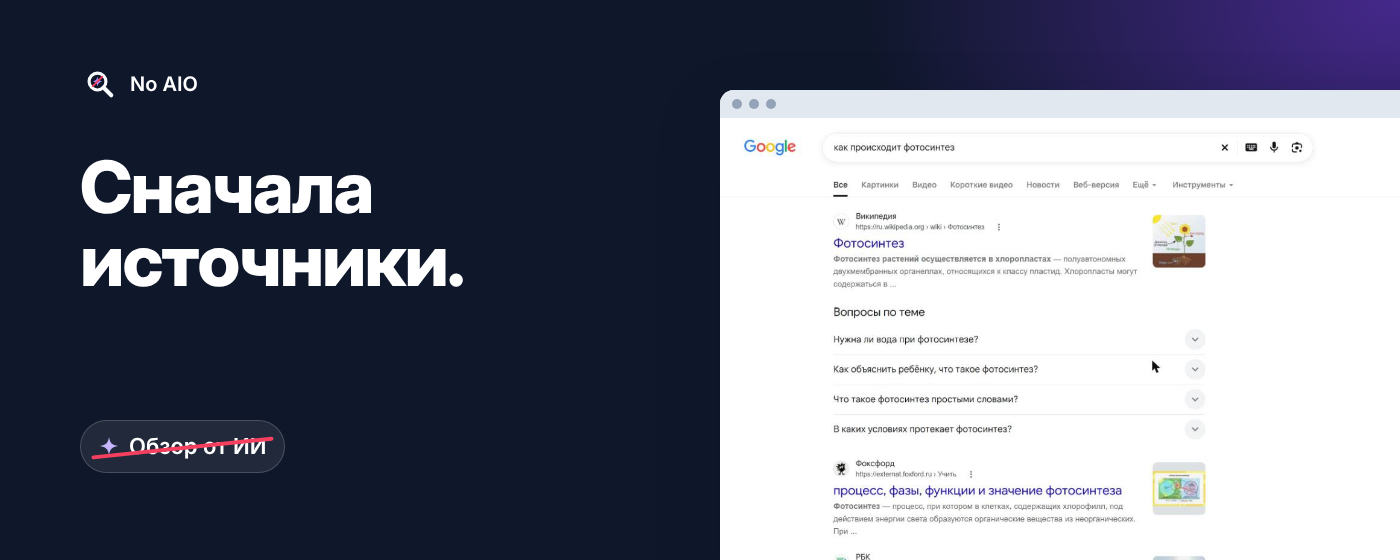 No AIO
Сначала
источники.
Обзор от ИИ
Google
как происходит фотосинтез
Все Картинки Видео Короткие видео Новости Веб-версия Ещё Инструменты
W
Википедия
https://ru.wikipedia.org › wiki › Фотосинтез
Фотосинтез
Фотосинтез растений осуществляется в хлоропластах — полуавтономных
двухмембранных органеллах, относящихся к классу пластид. Хлоропласты могут
содержаться в ...
Вопросы по теме
Нужна ли вода при фотосинтезе?
Как объяснить ребёнку, что такое фотосинтез?
Что такое фотосинтез простыми словами?
В каких условиях протекает фотосинтез?
Фоксфорд
https://external.foxford.ru › Учить
процесс, фазы, функции и значение фотосинтеза
Фотосинтез — процесс, при котором в клетках, содержащих хлорофилл, под
действием энергии света образуются органические вещества из неорганических.
При ...
РБК